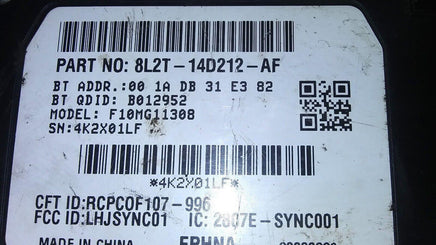 PART NO: 8L2T-14D212-AF
BT ADDR.:00 1A DB 31 E3 82
BT QDID: B012952
MODEL: F10MG11308
SN:4K2X01LF
*4K2X01LF*
CFT ID:RCPCOF107-996
FCC ID:LHJSYNC01 IC: 2807E-SYNC001
MADE IN CHINA